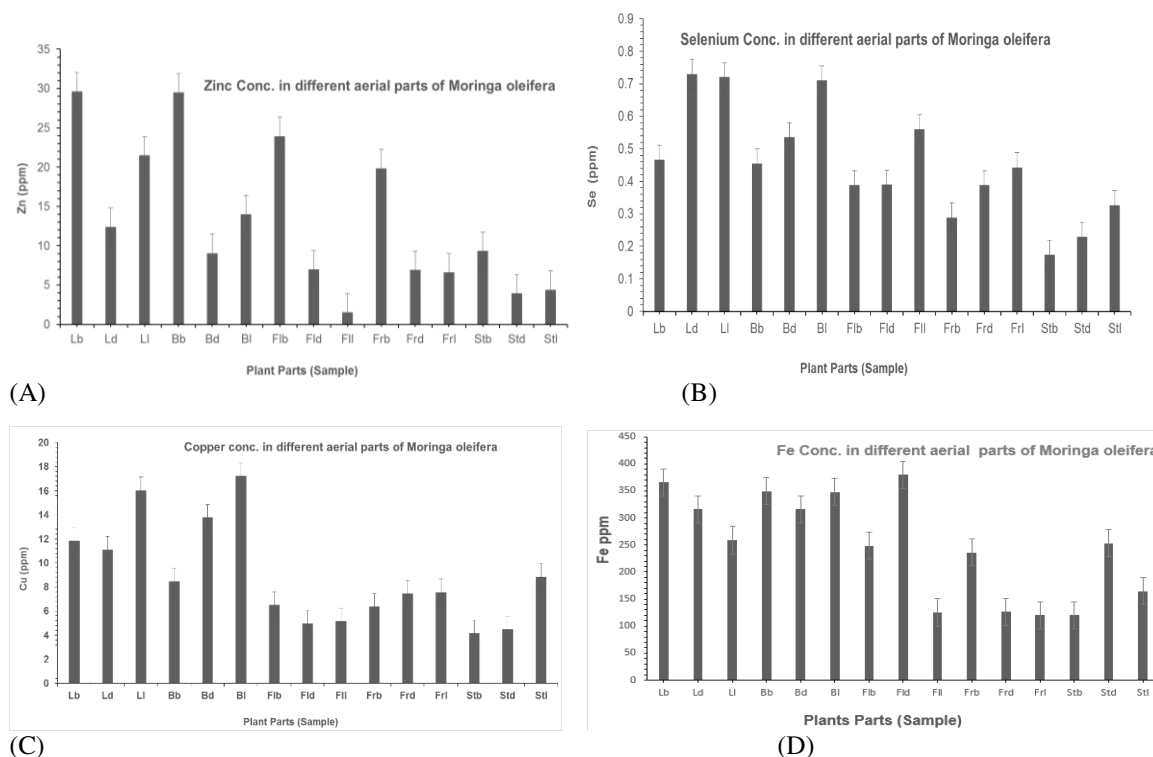 Zinc Conc. in different aerial parts of Moringa oleifera
Zn (ppm)
35
30
25
20
15
10
5
0
Lb Ld Ll Bb Bd Bl Flb Fld Fll Frb Frd Frl Stb Std Stl
Plant Parts (Sample)
(A)
Selenium Conc. in different aerial parts of Moringa oleifera
Se (ppm)
0.9
0.8
0.7
0.6
0.5
0.4
0.3
0.2
0.1
0
Lb Ld Ll Bb Bd Bl Flb Fld Fll Frb Frd Frl Stb Std Stl
Plant Parts (Sample)
(B)
Copper conc. in different aerial parts of Moringa oleifera
Cu (ppm)
20
18
16
14
12
10
8
6
4
2
0
Lb Ld Ll Bb Bd Bl Flb Fld Fll Frb Frd Frl Stb Std Stl
Plant Parts (Sample)
(C)
Fe Conc. in different aerial parts of Moringa oleifera
Fe ppm
450
400
350
300
250
200
150
100
50
0
Lb Ld Ll Bb Bd Bl Flb Fld Fll Frb Frd Frl Stb Std Stl
Plants Parts (Sample)
(D)